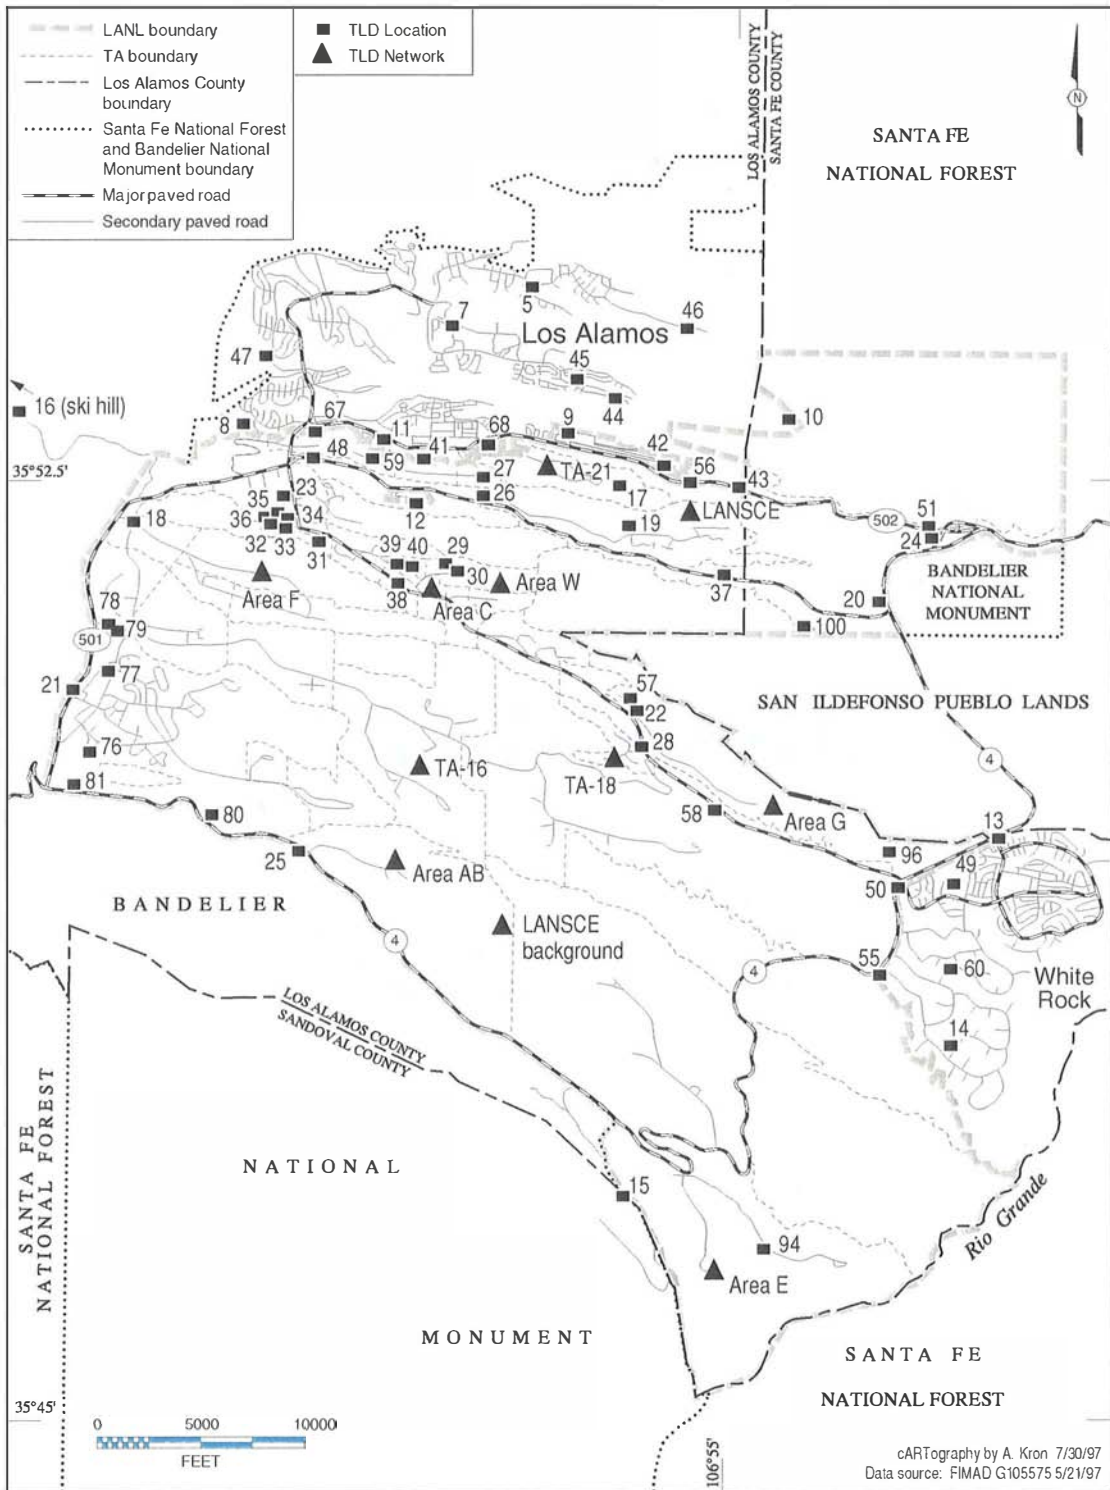 LANL boundary
TA boundary
Los Alamos County
boundary
Santa Fe National Forest
and Bandelier National
Monument boundary
Major paved road
Secondary paved road
TLD Location
TLD Network
LOS ALAMOS COUNTY
SANTA FE COUNTY
N
SANTA FE
NATIONAL FOREST
5
7
46
Los Alamos
47
45
44
16 (ski hill)
10
8
67
11
68
9
42
48
59
41
27
TA-21
56
43
35°52.5'
26
17
LANSCE
35
23
18
36
34
12
19
502
51
24
32
33
31
39
40
29
30
Area W
37
BANDELIER
NATIONAL
MONUMENT
Area F
38
Area C
20
100
78
501
79
77
21
57
22
SAN ILDEFONSO PUEBLO LANDS
28
4
76
TA-16
TA-18
81
80
58
Area G
13
25
96
49
Area AB
50
BANDELIER
LANSCE
background
4
4
55
60
White
Rock
LOS ALAMOS COUNTY
SANDOVAL COUNTY
14
SANTA FE
NATIONAL FOREST
NATIONAL
15
Rio Grande
94
Area E
MONUMENT
SANTA FE
NATIONAL FOREST
35°45'
0 5000 10000
FEET
106°55'
cARTography by A. Kron 7/30/97
Data source: FIMAD G105575 5/21/97